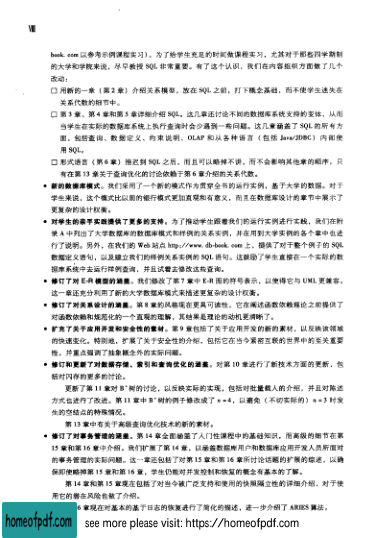 Ⅷ
book. com 以参考示例课程实习）。为了给学生充足的时间做课程实习，尤其对于那些四学期制
的大学和学院来说，尽早教授 SQL 非常重要。有了这个认识，我们在内容组织方面做了几个
改动：
□ 用新的一章（第 2 章）介绍关系模型，放在 SQL 之前，打下概念基础，而不使学生迷失在
关系代数的细节中。
□ 第 3 章、第 4 章和第 5 章详细介绍 SQL。这几章还讨论不同的数据库系统支持的变体，从而
当学生在实际的数据库系统上执行查询时会少遇到一些问题。这几章涵盖了 SQL 的所有方
面，包括查询、数据定义、约束说明、OLAP 和从各种语言（包括 Java/JDBC）内部使
用 SQL。
□ 形式语言（第 6 章）推迟到 SQL 之后，而且可以略掉不讲，而不会影响其他章的顺序，只
有在第 13 章关于查询优化的讨论依赖于第 6 章介绍的关系代数。
● 新的数据库模式。我们采用了一个新的模式作为贯穿全书的运行实例，基于大学的数据。对于
学生来说，这个模式比以前的银行模式更加直观和有意义，而且在数据库设计的章节中展示了
更复杂的设计权衡。
● 对学生的亲手实践提供了更多的支持。为了推动学生跟着我们的运行实例进行实践，我们在附
录 A 中列出了大学数据库的数据库模式和样例的关系实例，并在用到大学实例的各个章中也进
行了说明。另外，在我们的 Web 站点 http://www.db-book.com 上，提供了对于整个例子的 SQL
数据定义语句，以及建立我们的样例关系实例的 SQL 语句。这鼓励了学生直接在一个实际的数
据库系统中去运行样例查询，并且试着去修改这些查询。
● 修订了对 E-R 模型的涵盖。我们修改了第 7 章中 E-R 图的符号表示，以使得它与 UML 更兼容。
这一章还充分利用了新的大学数据库模式来描述更复杂的设计权衡。
● 修订了对关系设计的涵盖。第 8 章的风格现在更具可读性，它在阐述函数依赖理论之前提供了
对函数依赖和规范化的一个直观的理解，其结果是理论的动机更清晰了。
● 扩充了关于应用开发和安全性的素材。第 9 章包括了关于应用开发的新的素材，以反映该领域
的快速变化。特别地，扩展了关于安全性的介绍，包括它在当今紧密互联的世界中的至关重要
性，并重点强调了抽象概念外的实际问题。
● 修订和更新了对数据存储、索引和查询优化的涵盖。对第 10 章进行了新技术方面的更新，包
括对闪存的更多的讨论。
更新了第 11 章对 B⁺树的讨论，以反映实际的实现，包括对批量载入的介绍，并且对陈述
方式也进行了改进。第 11 章中 B⁺树的例子修改成了 n = 4，以避免（不切实际的）n = 3 时发
生的空结点的特殊情况。
第 13 章中有关于高级查询优化技术的新的素材。
● 修订了对事务管理的涵盖。第 14 章全面涵盖了入门性课程中的基础知识，而高级的细节在第
15 章和第 16 章中介绍。我们扩展了第 14 章，以涵盖数据库用户和数据库应用开发人员所面对
的事务管理的实际问题。这一章还包括了对第 15 章和第 16 章所讨论话题的扩展的综述，以确
保即使略掉第 15 章和第 16 章，学生仍能对并发控制和恢复的概念有基本的了解。
第 14 章和第 15 章现在包括了对当今被广泛支持和使用的快照隔离性的详细介绍，对于使
用它的潜在风险也做了介绍。
6 章现在对基本的基于日志的恢复进行了简化的描述，进一步介绍了 ARIES 算法。
homeofpdf.com
see more please visit: https://homeofpdf.com